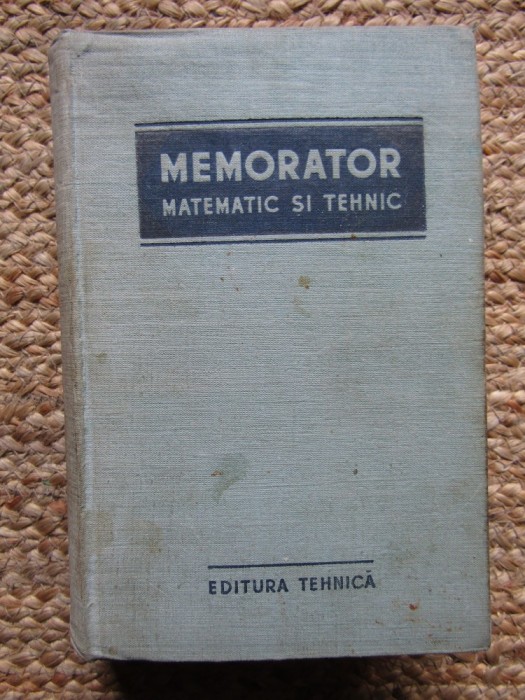 MEMORATOR
MATEMATIC ȘI TEHNIC
EDITURA TEHNICĂ